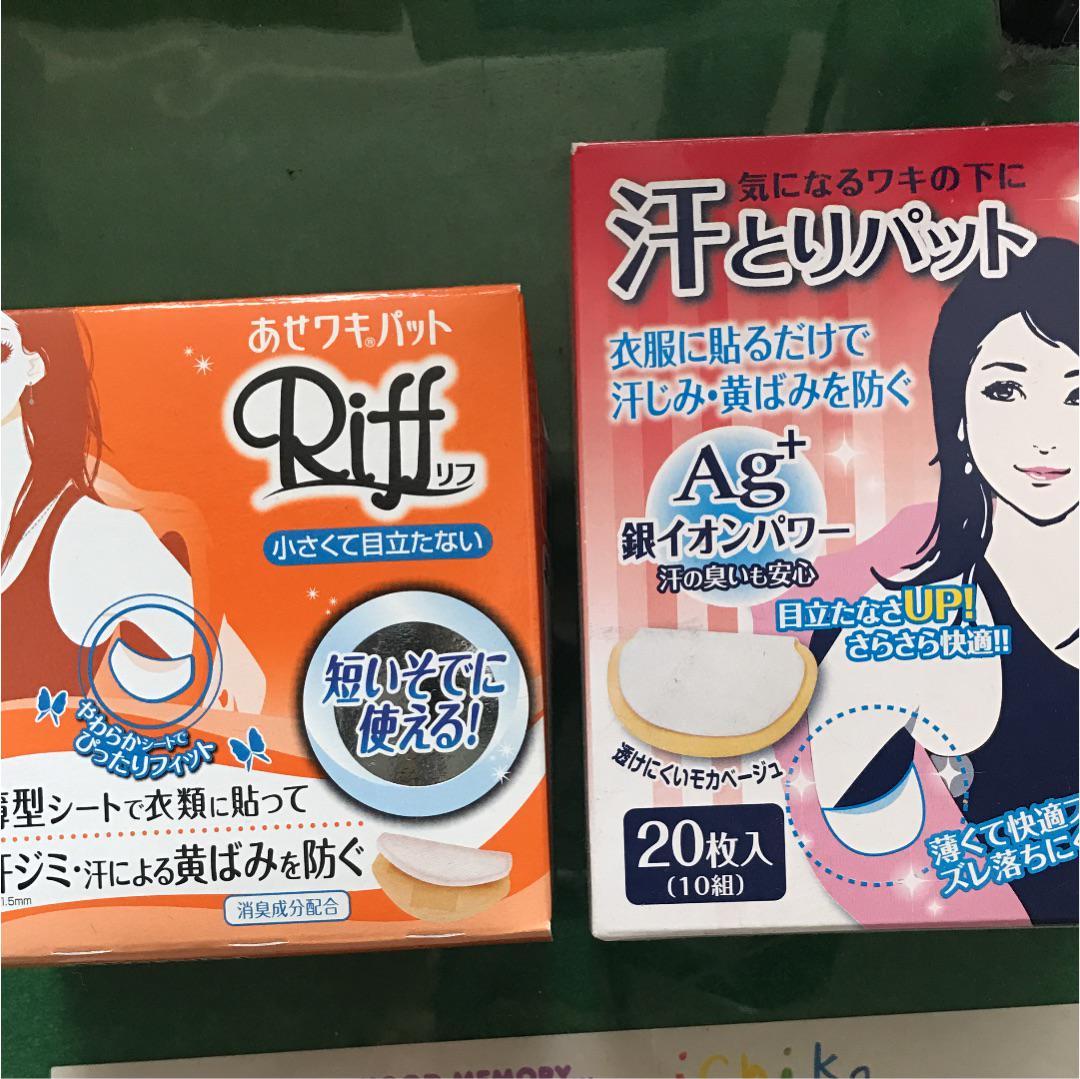 あせワキ®パット
Riff
リフ
小さくて目立たない
短いそでに
使える!
やわらかシートで
ぴったりフィット
薄型シートで衣類に貼って
汗ジミ・汗による黄ばみを防ぐ
1.5mm
消臭成分配合
気になるワキの下に
汗とりパット
衣服に貼るだけで
汗じみ・黄ばみを防ぐ
Ag+
銀イオンパワー
汗の臭いも安心
目立たなさUP!
さらさら快適!!
透けにくいモカベージュ
20枚入
(10組)
薄くて快適フ
ズレ落ちにく
MEMORY
ichika